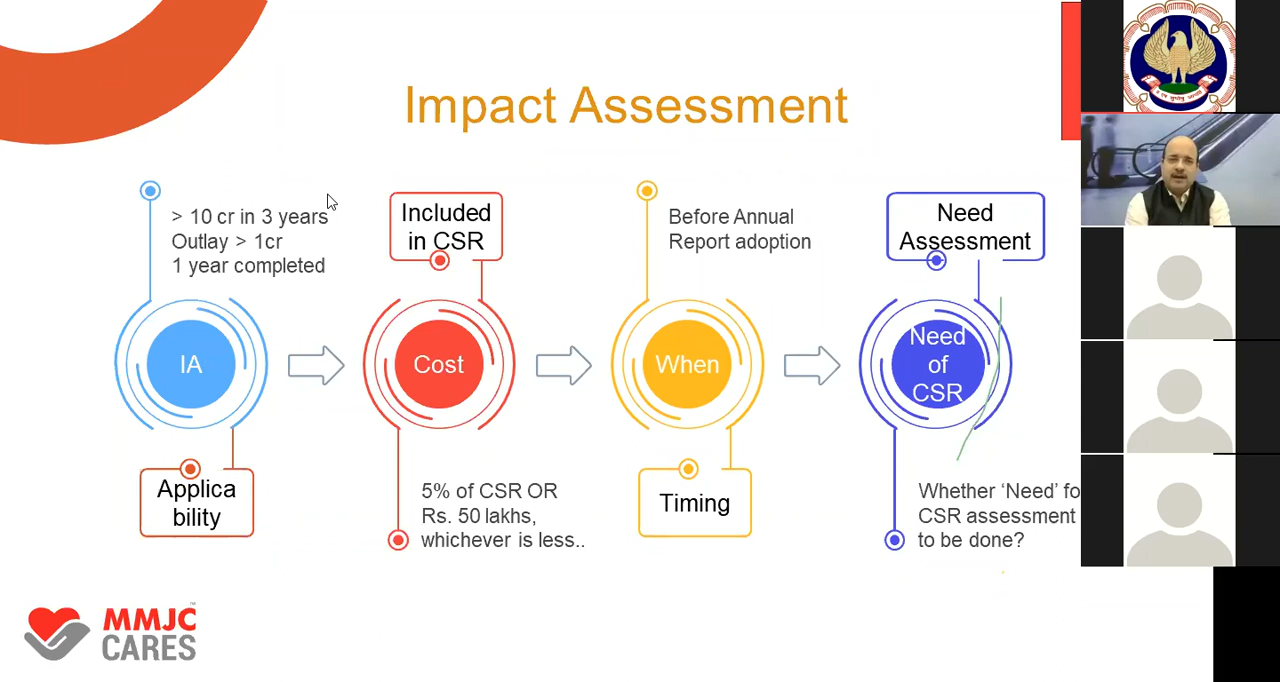 Impact Assessment
> 10 cr in 3 years
Outlay > 1cr
1 year completed
IA
Applica
bility
Included
in CSR
Cost
5% of CSR OR
Rs. 50 lakhs,
whichever is less..
Before Annual
Report adoption
When
Timing
Need
Assessment
Need
of
CSR
Whether ‘Need’ fo
CSR assessment
to be done?
MMJC
CARES